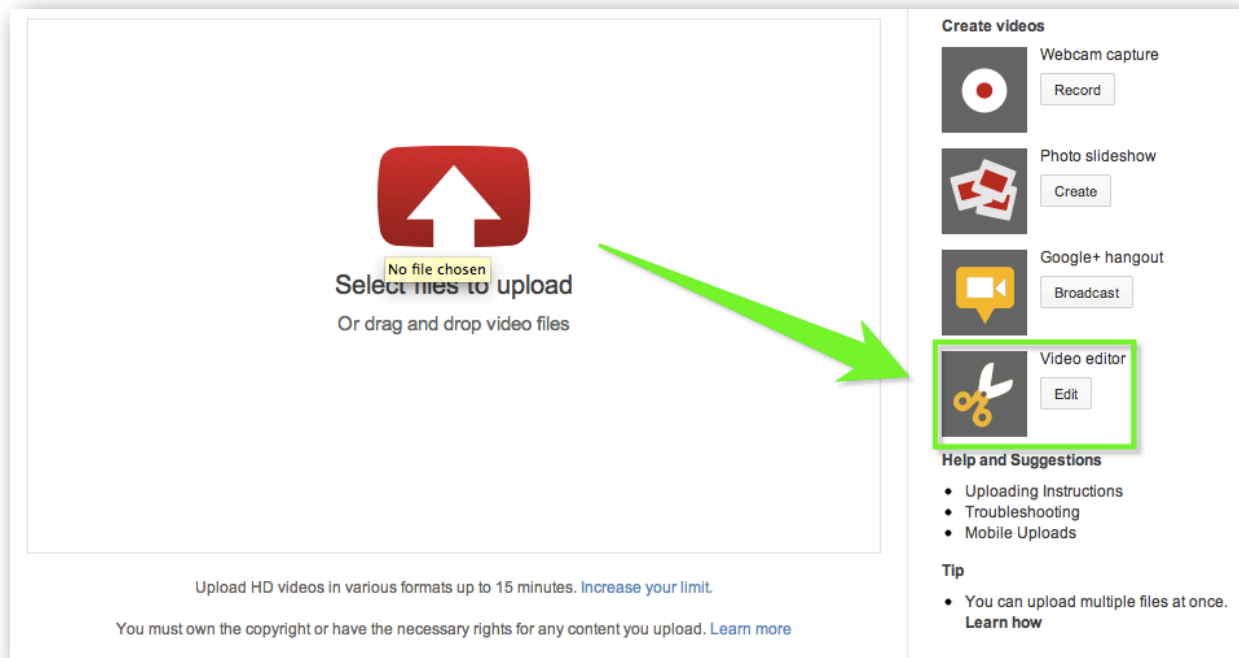 No file chosen
Select files to upload
Or drag and drop video files
Upload HD videos in various formats up to 15 minutes. Increase your limit.
You must own the copyright or have the necessary rights for any content you upload. Learn more
Create videos
Webcam capture
Record
Photo slideshow
Create
Google+ hangout
Broadcast
Video editor
Edit
Help and Suggestions
Uploading Instructions
Troubleshooting
Mobile Uploads
Tip
You can upload multiple files at once.
Learn how